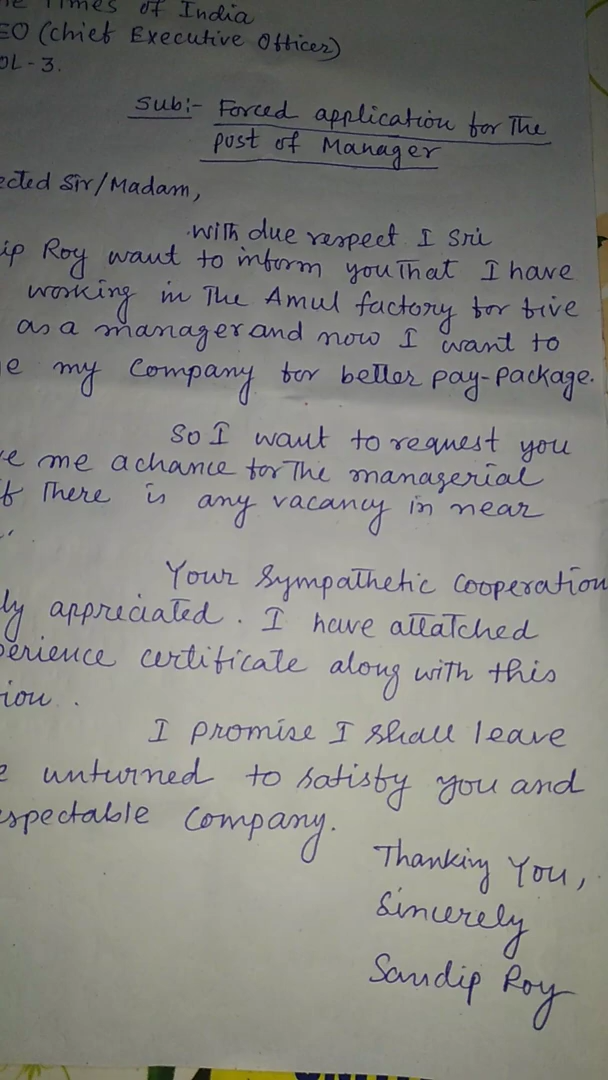 Times of India
EO (Chief Executive Officer)
OL-3.
Sub:- Forced application for The
post of Manager
ected Sir/Madam,
With due respect I Sri
ip Roy want to inform you That I have
working in The Amul factory for five
as a manager and now I want to
e my Company for better pay-package.
So I want to request you
e me a chance for The managerial
if There is any vacancy in near
Your Sympathetic Cooperation
ly appreciated. I have attatched
perience certificate along with this
ion.
I promise I shall leave
e unturned to satisfy you and
spectable Company.
Thanking You,
Sincerely
Sandip Roy